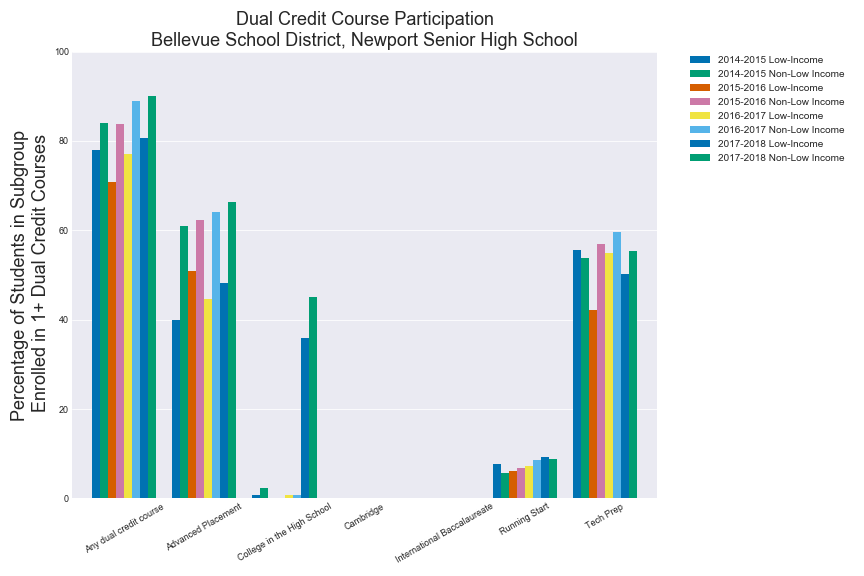 Dual Credit Course Participation
Bellevue School District, Newport Senior High School
Percentage of Students in Subgroup
Enrolled in 1+ Dual Credit Courses
100
80
60
40
20
0
Any dual credit course
Advanced Placement
College in the High School
Cambridge
International Baccalaureate
Running Start
Tech Prep
2014-2015 Low-Income
2014-2015 Non-Low Income
2015-2016 Low-Income
2015-2016 Non-Low Income
2016-2017 Low-Income
2016-2017 Non-Low Income
2017-2018 Low-Income
2017-2018 Non-Low Income